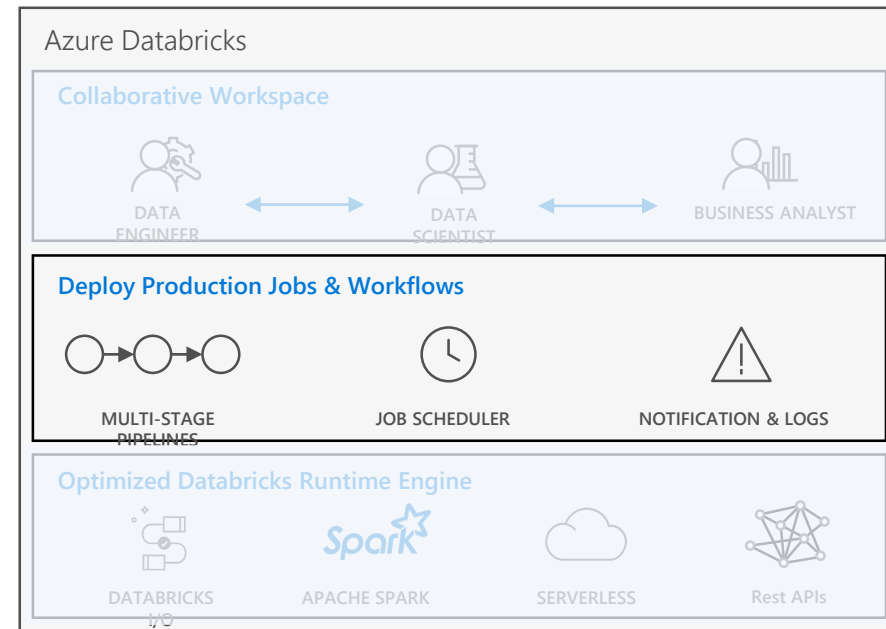 Azure Databricks
Collaborative Workspace
DATA
ENGINEER
DATA
SCIENTIST
BUSINESS ANALYST
Deploy Production Jobs & Workflows
MULTI-STAGE
PIPELINES
JOB SCHEDULER
NOTIFICATION & LOGS
Optimized Databricks Runtime Engine
Spark
DATABRICKS
I/O
APACHE SPARK
SERVERLESS
Rest APIs